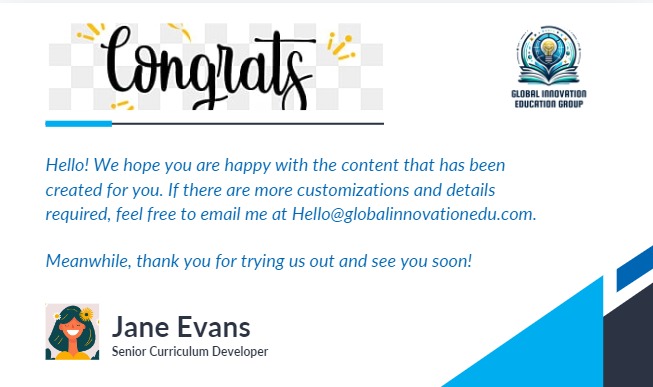 Congrats
GLOBAL INNOVATION
EDUCATION GROUP
Hello! We hope you are happy with the content that has been
created for you. If there are more customizations and details
required, feel free to email me at Hello@globalinnovationedu.com.
Meanwhile, thank you for trying us out and see you soon!
Jane Evans
Senior Curriculum Developer